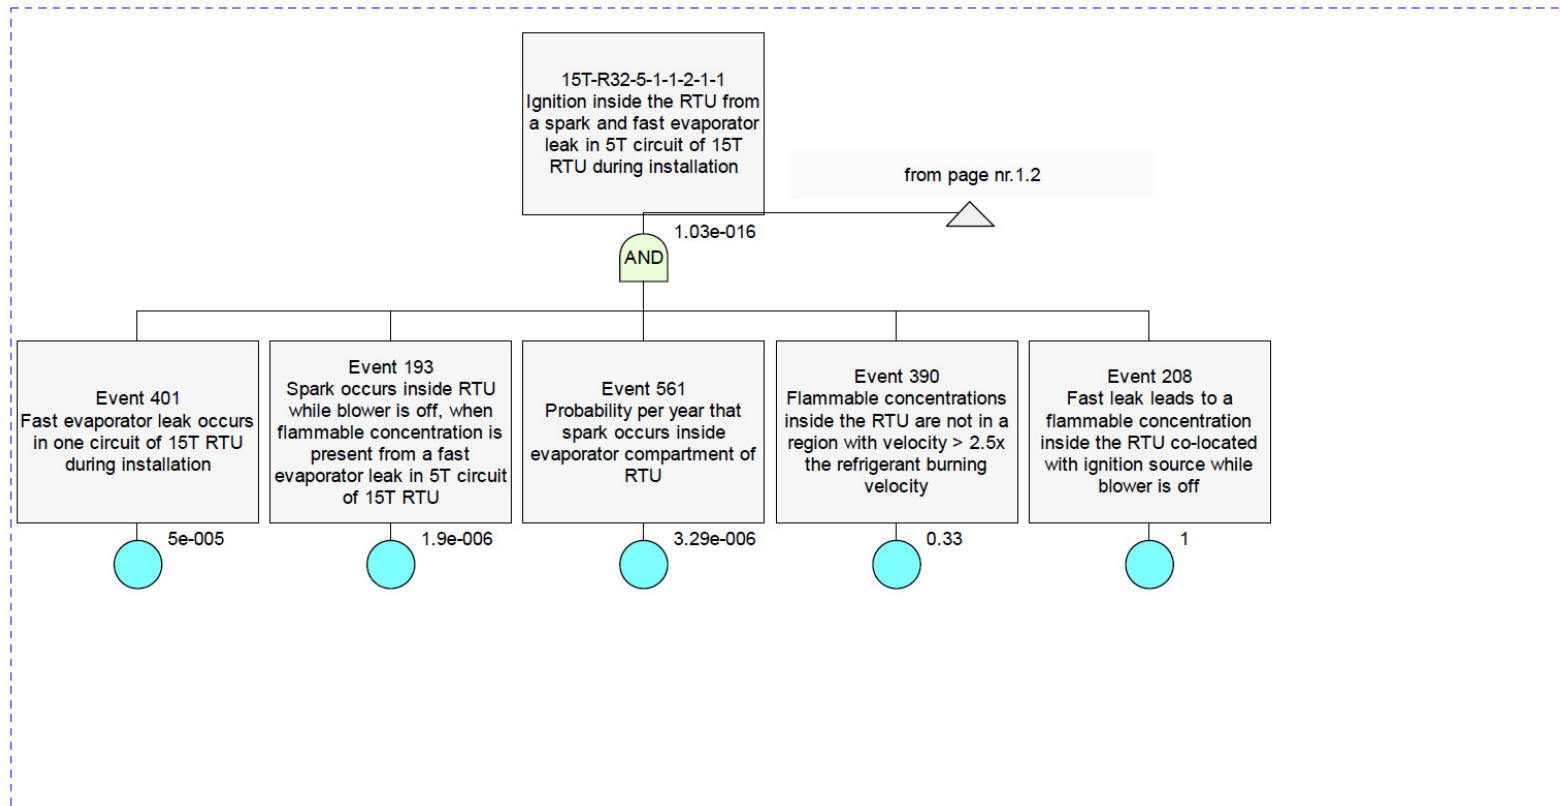 15T-R32-5-1-1-2-1-1
Ignition inside the RTU from
a spark and fast evaporator
leak in 5T circuit of 15T
RTU during installation
from page nr.1.2
1.03e-016
AND
Event 401
Fast evaporator leak occurs
in one circuit of 15T RTU
during installation
5e-005
Event 193
Spark occurs inside RTU
while blower is off, when
flammable concentration is
present from a fast
evaporator leak in 5T circuit
of 15T RTU
1.9e-006
Event 561
Probability per year that
spark occurs inside
evaporator compartment of
RTU
3.29e-006
Event 390
Flammable concentrations
inside the RTU are not in a
region with velocity > 2.5x
the refrigerant burning
velocity
0.33
Event 208
Fast leak leads to a
flammable concentration
inside the RTU co-located
with ignition source while
blower is off
1